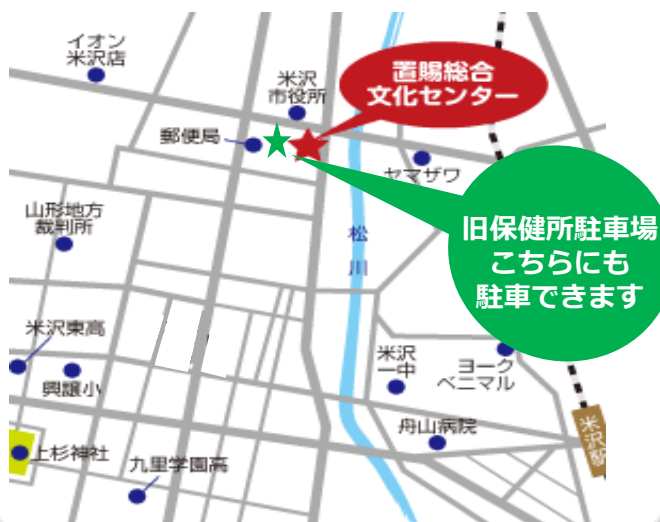 イオン
米沢店
米沢
市役所
置賜総合
文化センター
郵便局
ヤマザワ
旧保健所駐車場
こちらにも
駐車できます
山形地方
裁判所
松
川
米沢東高
興譲小
米沢
一中
ヨーク
ベニマル
舟山病院
米沢駅
上杉神社
九里学園高